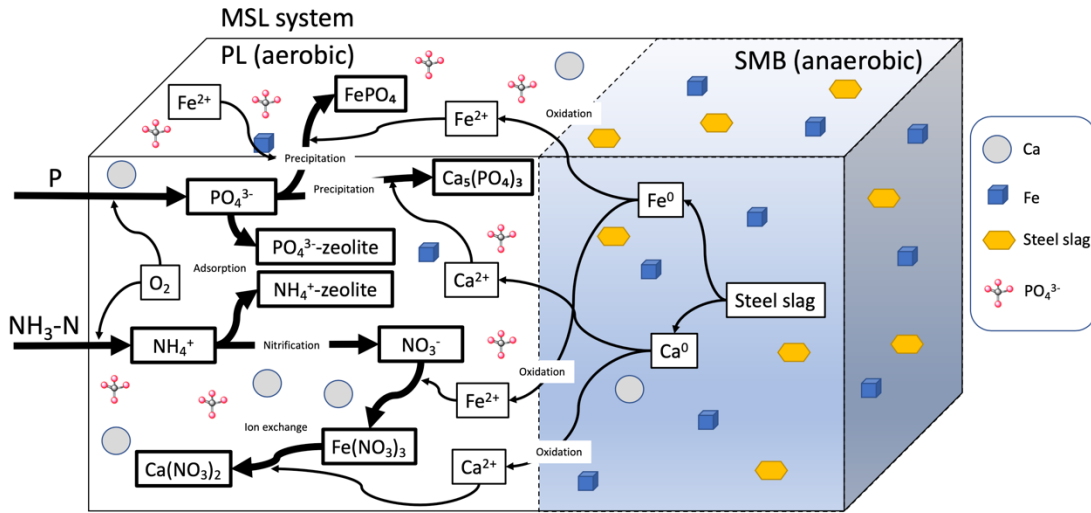 MSL system
PL (aerobic)
SMB (anaerobic)
Fe²⁺
FePO₄
Fe²⁺
Oxidation
Precipitation
Precipitation
Ca₅(PO₄)₃
P
PO₄³⁻
Fe⁰
PO₄³⁻-zeolite
Adsorption
O₂
NH₄⁺-zeolite
Ca²⁺
Steel slag
NH₃-N
NH₄⁺
Nitrification
NO₃⁻
Ca⁰
Oxidation
Fe²⁺
Ion exchange
Fe(NO₃)₃
Oxidation
Ca(NO₃)₂
Ca²⁺
Ca
Fe
Steel slag
PO₄³⁻